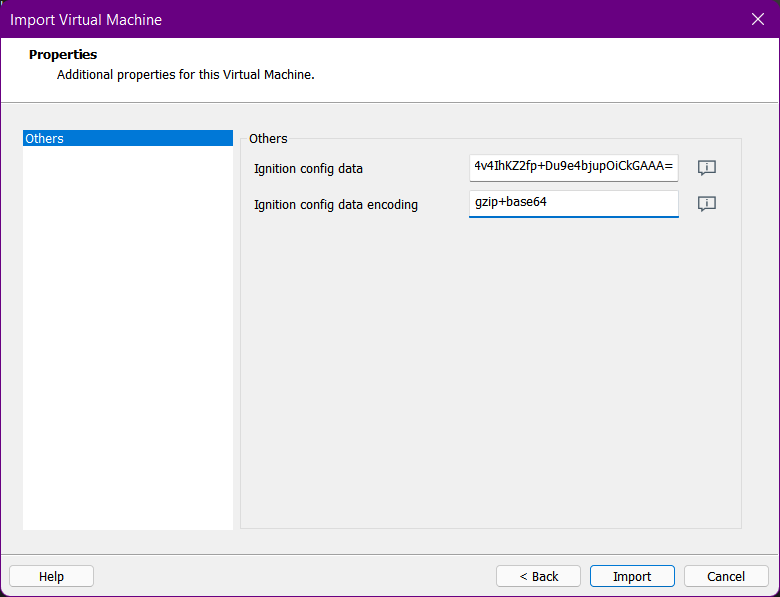 Import Virtual Machine
Properties
Additional properties for this Virtual Machine.
Others
Others
Ignition config data
4v4IhKZ2fp+Du9e4bjupOiCkGAAA=
Ignition config data encoding
gzip+base64
Help
< Back
Import
Cancel